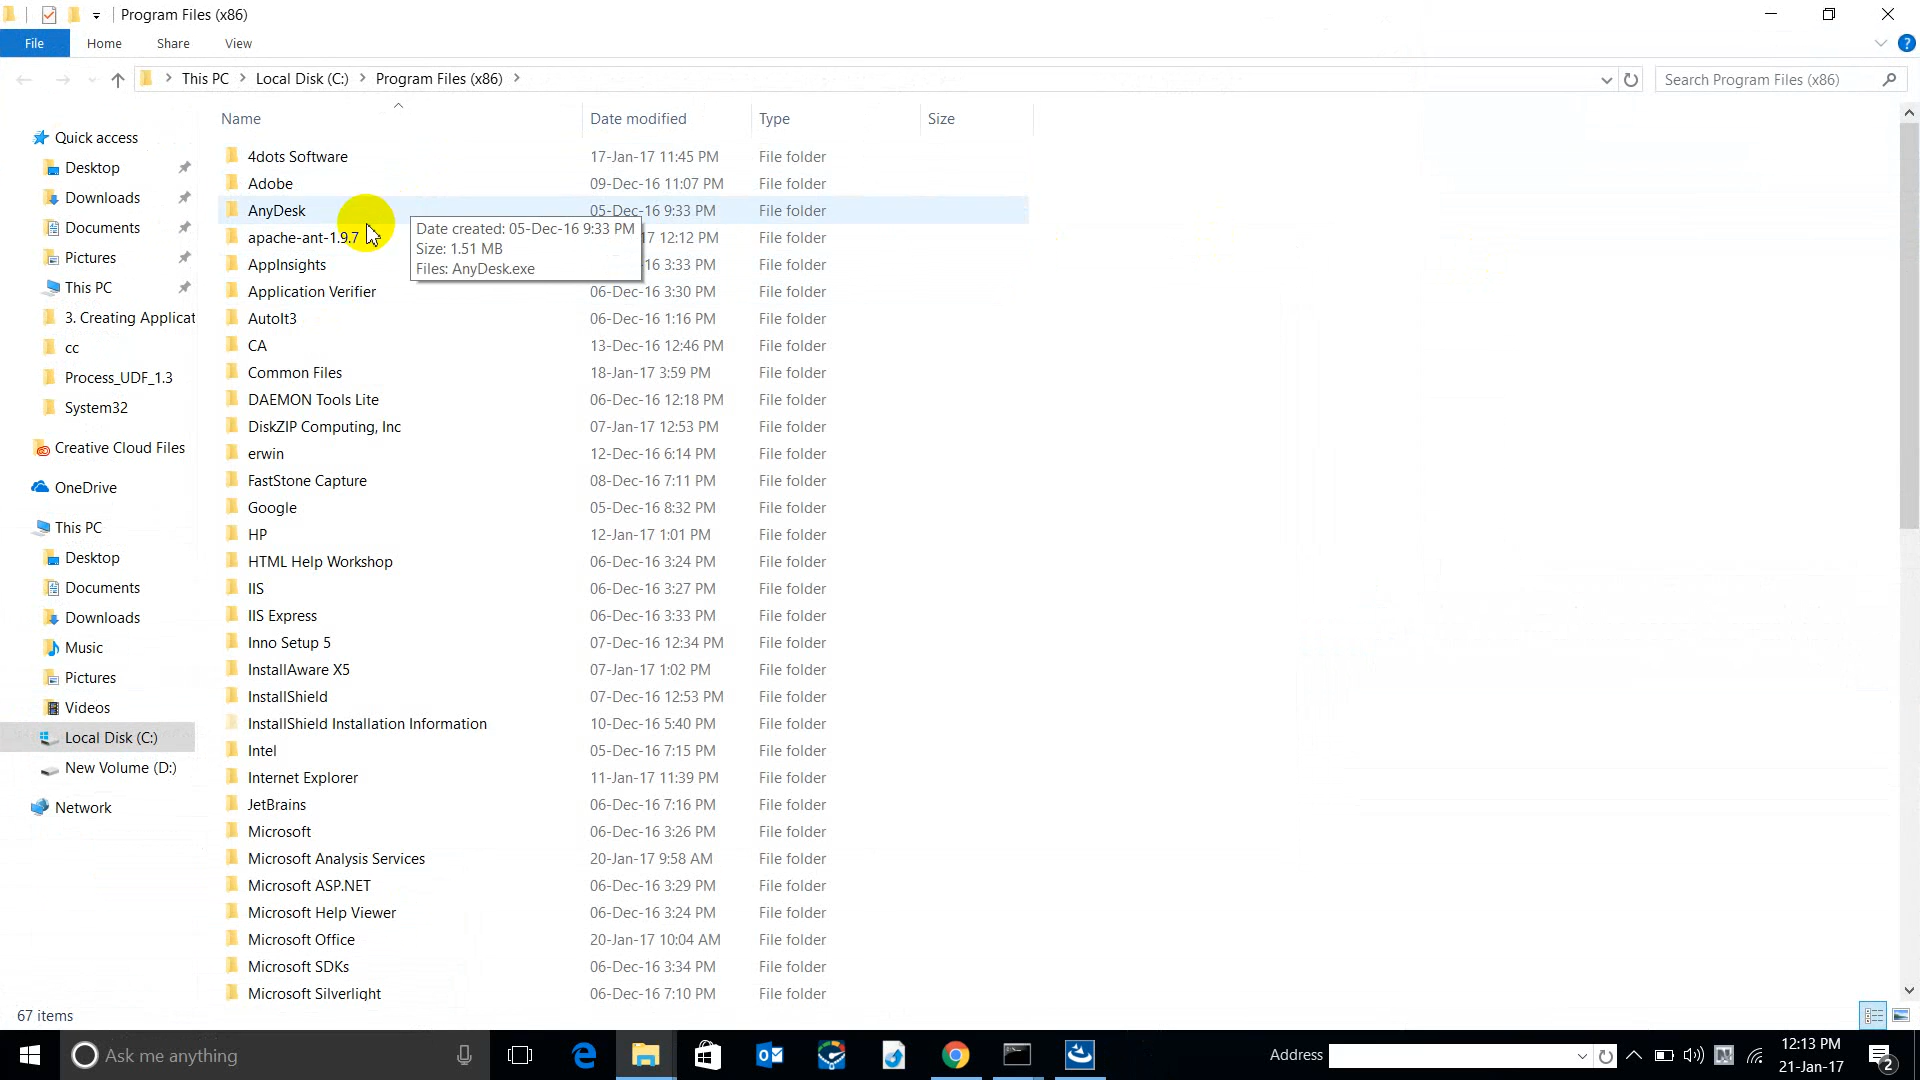 Program Files (x86)
File Home Share View
This PC Local Disk (C:) Program Files (x86)
Search Program Files (x86)
Name Date modified Type Size
Quick access
Desktop
Downloads
Documents
Pictures
This PC
3. Creating Applicat
cc
Process_UDF_1.3
System32
Creative Cloud Files
OneDrive
This PC
Desktop
Documents
Downloads
Music
Pictures
Videos
Local Disk (C:)
New Volume (D:)
Network
4dots Software 17-Jan-17 11:45 PM File folder
Adobe 09-Dec-16 11:07 PM File folder
AnyDesk 05-Dec-16 9:33 PM File folder
apache-ant-1.9.7 17 12:12 PM File folder
AppInsights 16 3:33 PM File folder
Date created: 05-Dec-16 9:33 PM
Size: 1.51 MB
Files: AnyDesk.exe
Application Verifier 06-Dec-16 3:30 PM File folder
AutoIt3 06-Dec-16 1:16 PM File folder
CA 13-Dec-16 12:46 PM File folder
Common Files 18-Jan-17 3:59 PM File folder
DAEMON Tools Lite 06-Dec-16 12:18 PM File folder
DiskZIP Computing, Inc 07-Jan-17 12:53 PM File folder
erwin 12-Dec-16 6:14 PM File folder
FastStone Capture 08-Dec-16 7:11 PM File folder
Google 05-Dec-16 8:32 PM File folder
HP 12-Jan-17 1:01 PM File folder
HTML Help Workshop 06-Dec-16 3:24 PM File folder
IIS 06-Dec-16 3:27 PM File folder
IIS Express 06-Dec-16 3:33 PM File folder
Inno Setup 5 07-Dec-16 12:34 PM File folder
InstallAware X5 07-Jan-17 1:02 PM File folder
InstallShield 07-Dec-16 12:53 PM File folder
InstallShield Installation Information 10-Dec-16 5:40 PM File folder
Intel 05-Dec-16 7:15 PM File folder
Internet Explorer 11-Jan-17 11:39 PM File folder
JetBrains 06-Dec-16 7:16 PM File folder
Microsoft 06-Dec-16 3:26 PM File folder
Microsoft Analysis Services 20-Jan-17 9:58 AM File folder
Microsoft ASP.NET 06-Dec-16 3:29 PM File folder
Microsoft Help Viewer 06-Dec-16 3:24 PM File folder
Microsoft Office 20-Jan-17 10:04 AM File folder
Microsoft SDKs 06-Dec-16 3:34 PM File folder
Microsoft Silverlight 06-Dec-16 7:10 PM File folder
67 items
Ask me anything
Address
12:13 PM
21-Jan-17
2